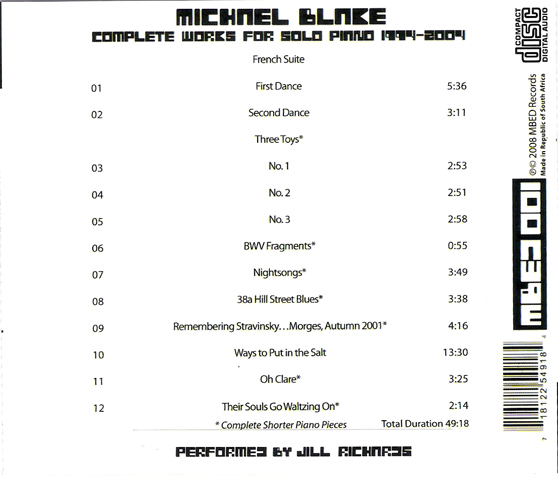 MICHAEL BLAKE
COMPLETE WORKS FOR SOLO PIANO 1994-2004
French Suite
01 First Dance 5:36
02 Second Dance 3:11
Three Toys*
03 No. 1 2:53
04 No. 2 2:51
05 No. 3 2:58
06 BWV Fragments* 0:55
07 Nightsongs* 3:49
08 38a Hill Street Blues* 3:38
09 Remembering Stravinsky...Morges, Autumn 2001* 4:16
10 Ways to Put in the Salt 13:30
11 Oh Clare* 3:25
12 Their Souls Go Waltzing On* 2:14
* Complete Shorter Piano Pieces Total Duration 49:18
PERFORMED BY JILL RICHARDS
COMPACT
disc
DIGITAL AUDIO
℗© 2008 MBED Records
Made in Republic of South Africa
MBED 001
7 18122 54918 4